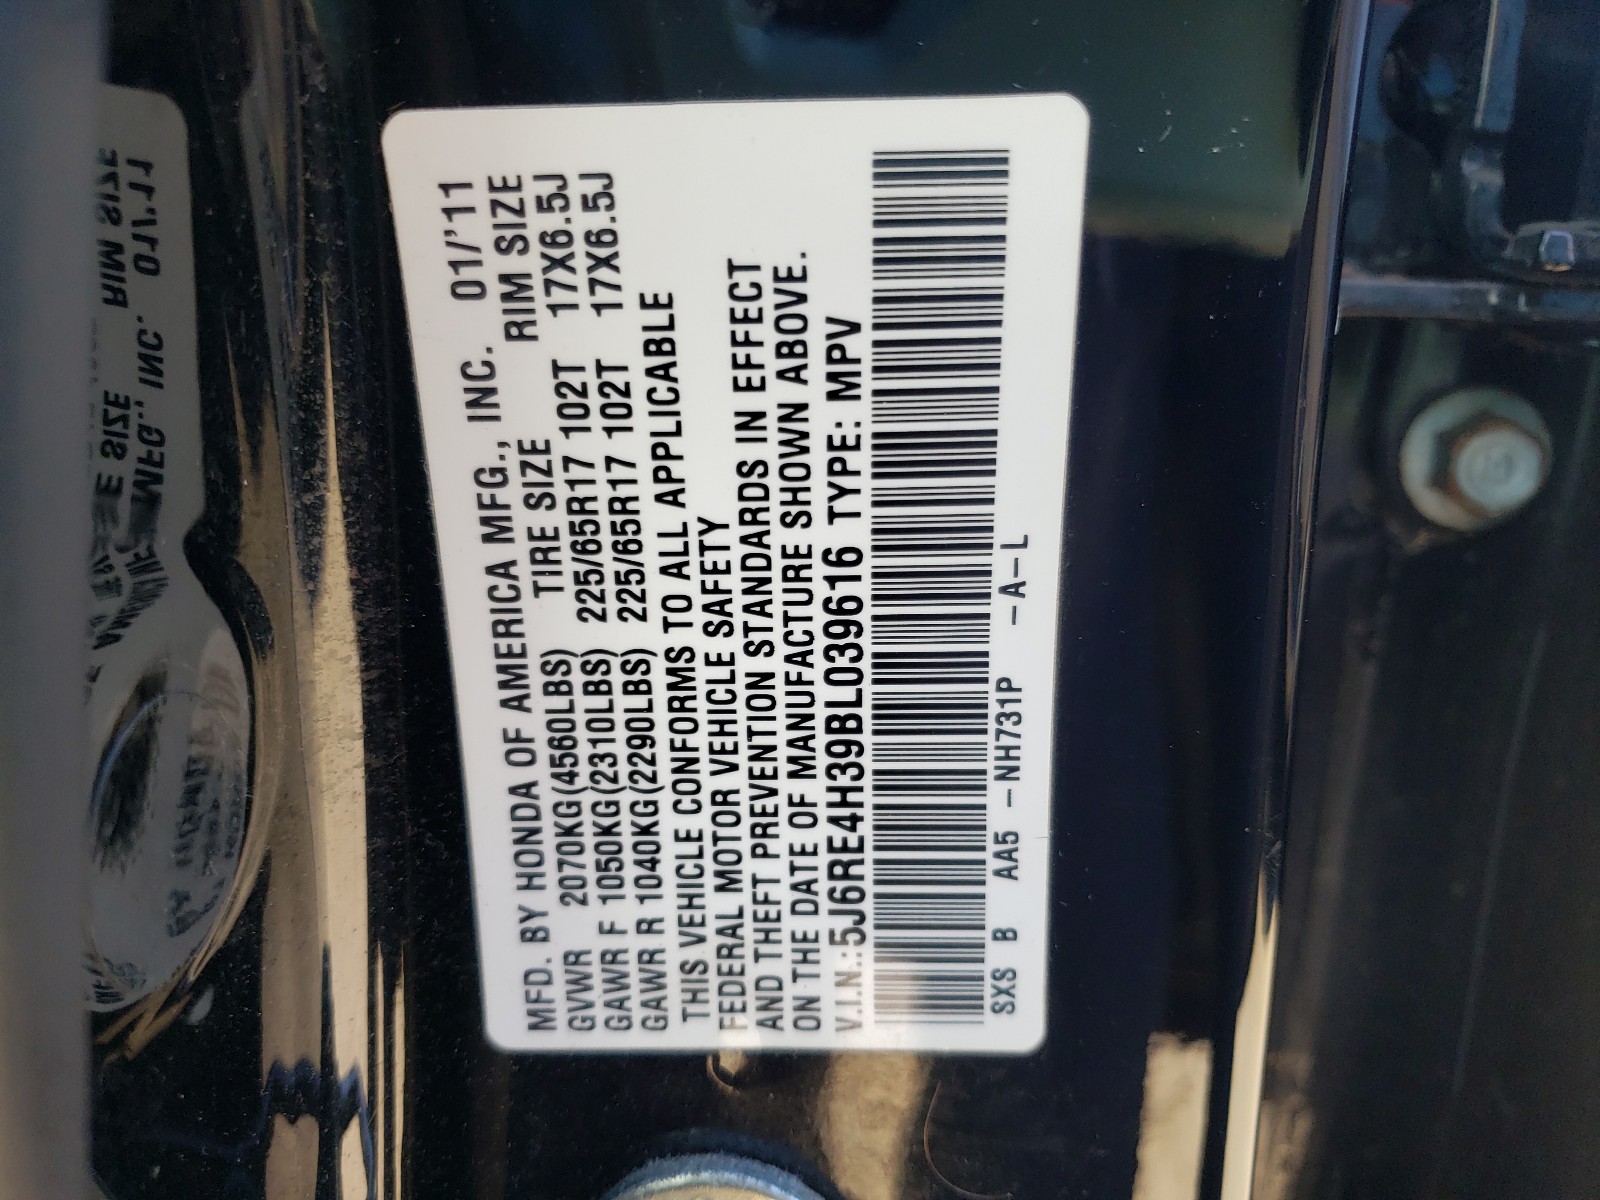 MFD. BY HONDA OF AMERICA MFG., INC. 01/'11
GVWR 2070KG(4560LBS) TIRE SIZE RIM SIZE
GAWR F 1050KG(2310LBS) 225/65R17 102T 17X6.5J
GAWR R 1040KG(2290LBS) 225/65R17 102T 17X6.5J
THIS VEHICLE CONFORMS TO ALL APPLICABLE
FEDERAL MOTOR VEHICLE SAFETY
AND THEFT PREVENTION STANDARDS IN EFFECT
ON THE DATE OF MANUFACTURE SHOWN ABOVE.
V.I.N.:5J6RE4H39BL039616 TYPE: MPV
SXS B AA5 -NH731P -A-L